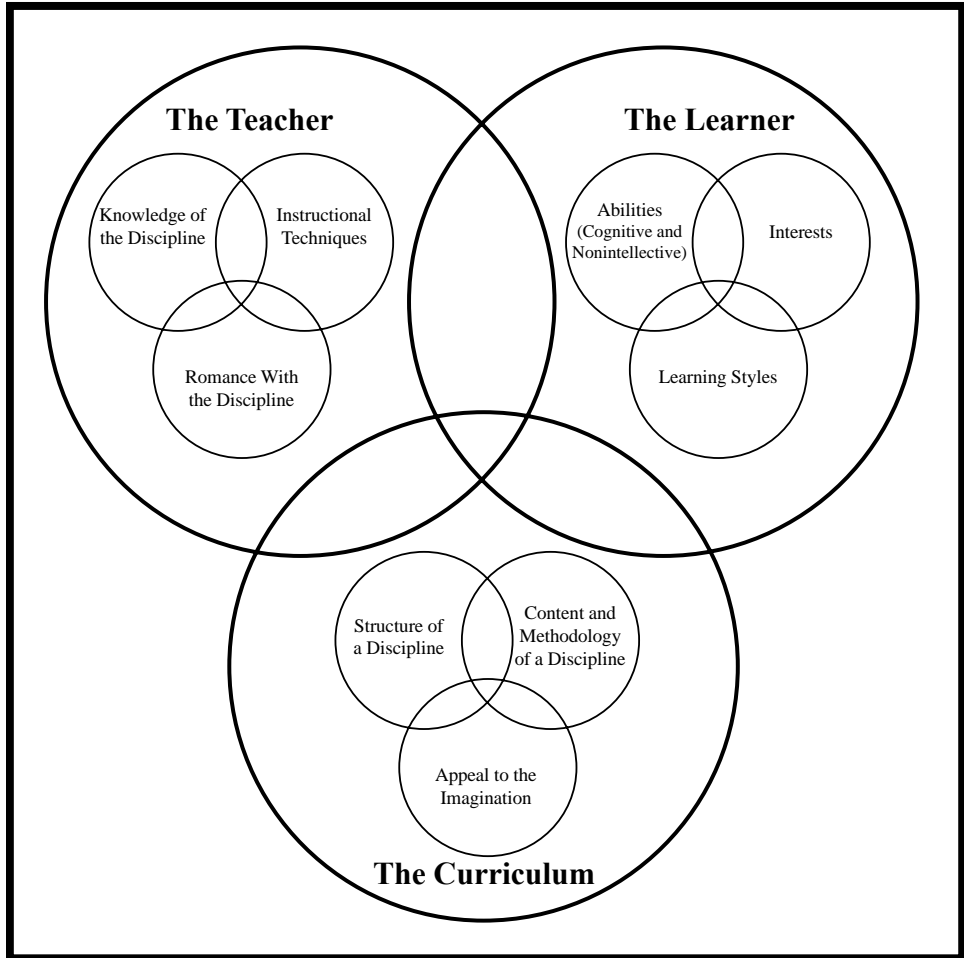 The Teacher
Knowledge of
the Discipline
Instructional
Techniques
Romance With
the Discipline
The Learner
Abilities
(Cognitive and
Nonintellective)
Interests
Learning Styles
Structure of
a Discipline
Content and
Methodology
of a Discipline
Appeal to the
Imagination
The Curriculum